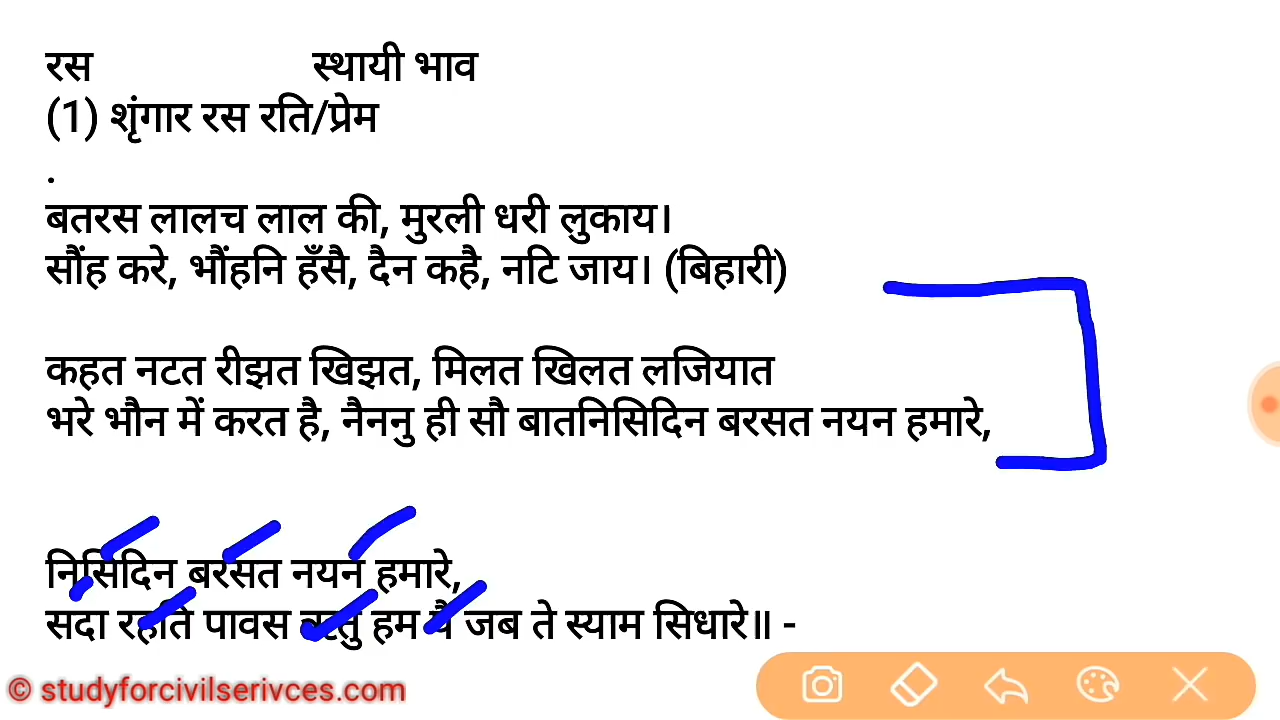 रस स्थायी भाव
(1) शृंगार रस रति/प्रेम
.
बतरस लालच लाल की, मुरली धरी लुकाय।
सौंह करे, भौंहनि हँसै, दैन कहै, नटि जाय। (बिहारी)
कहत नटत रीझत खिझत, मिलत खिलत लजियात
भरे भौन में करत है, नैननु ही सौ बातनिसिदिन बरसत नयन हमारे,
निसिदिन बरसत नयन हमारे,
सदा रहति पावस ऋतु हम पै जब ते स्याम सिधारे॥ -
© studyforcivilserivces.com